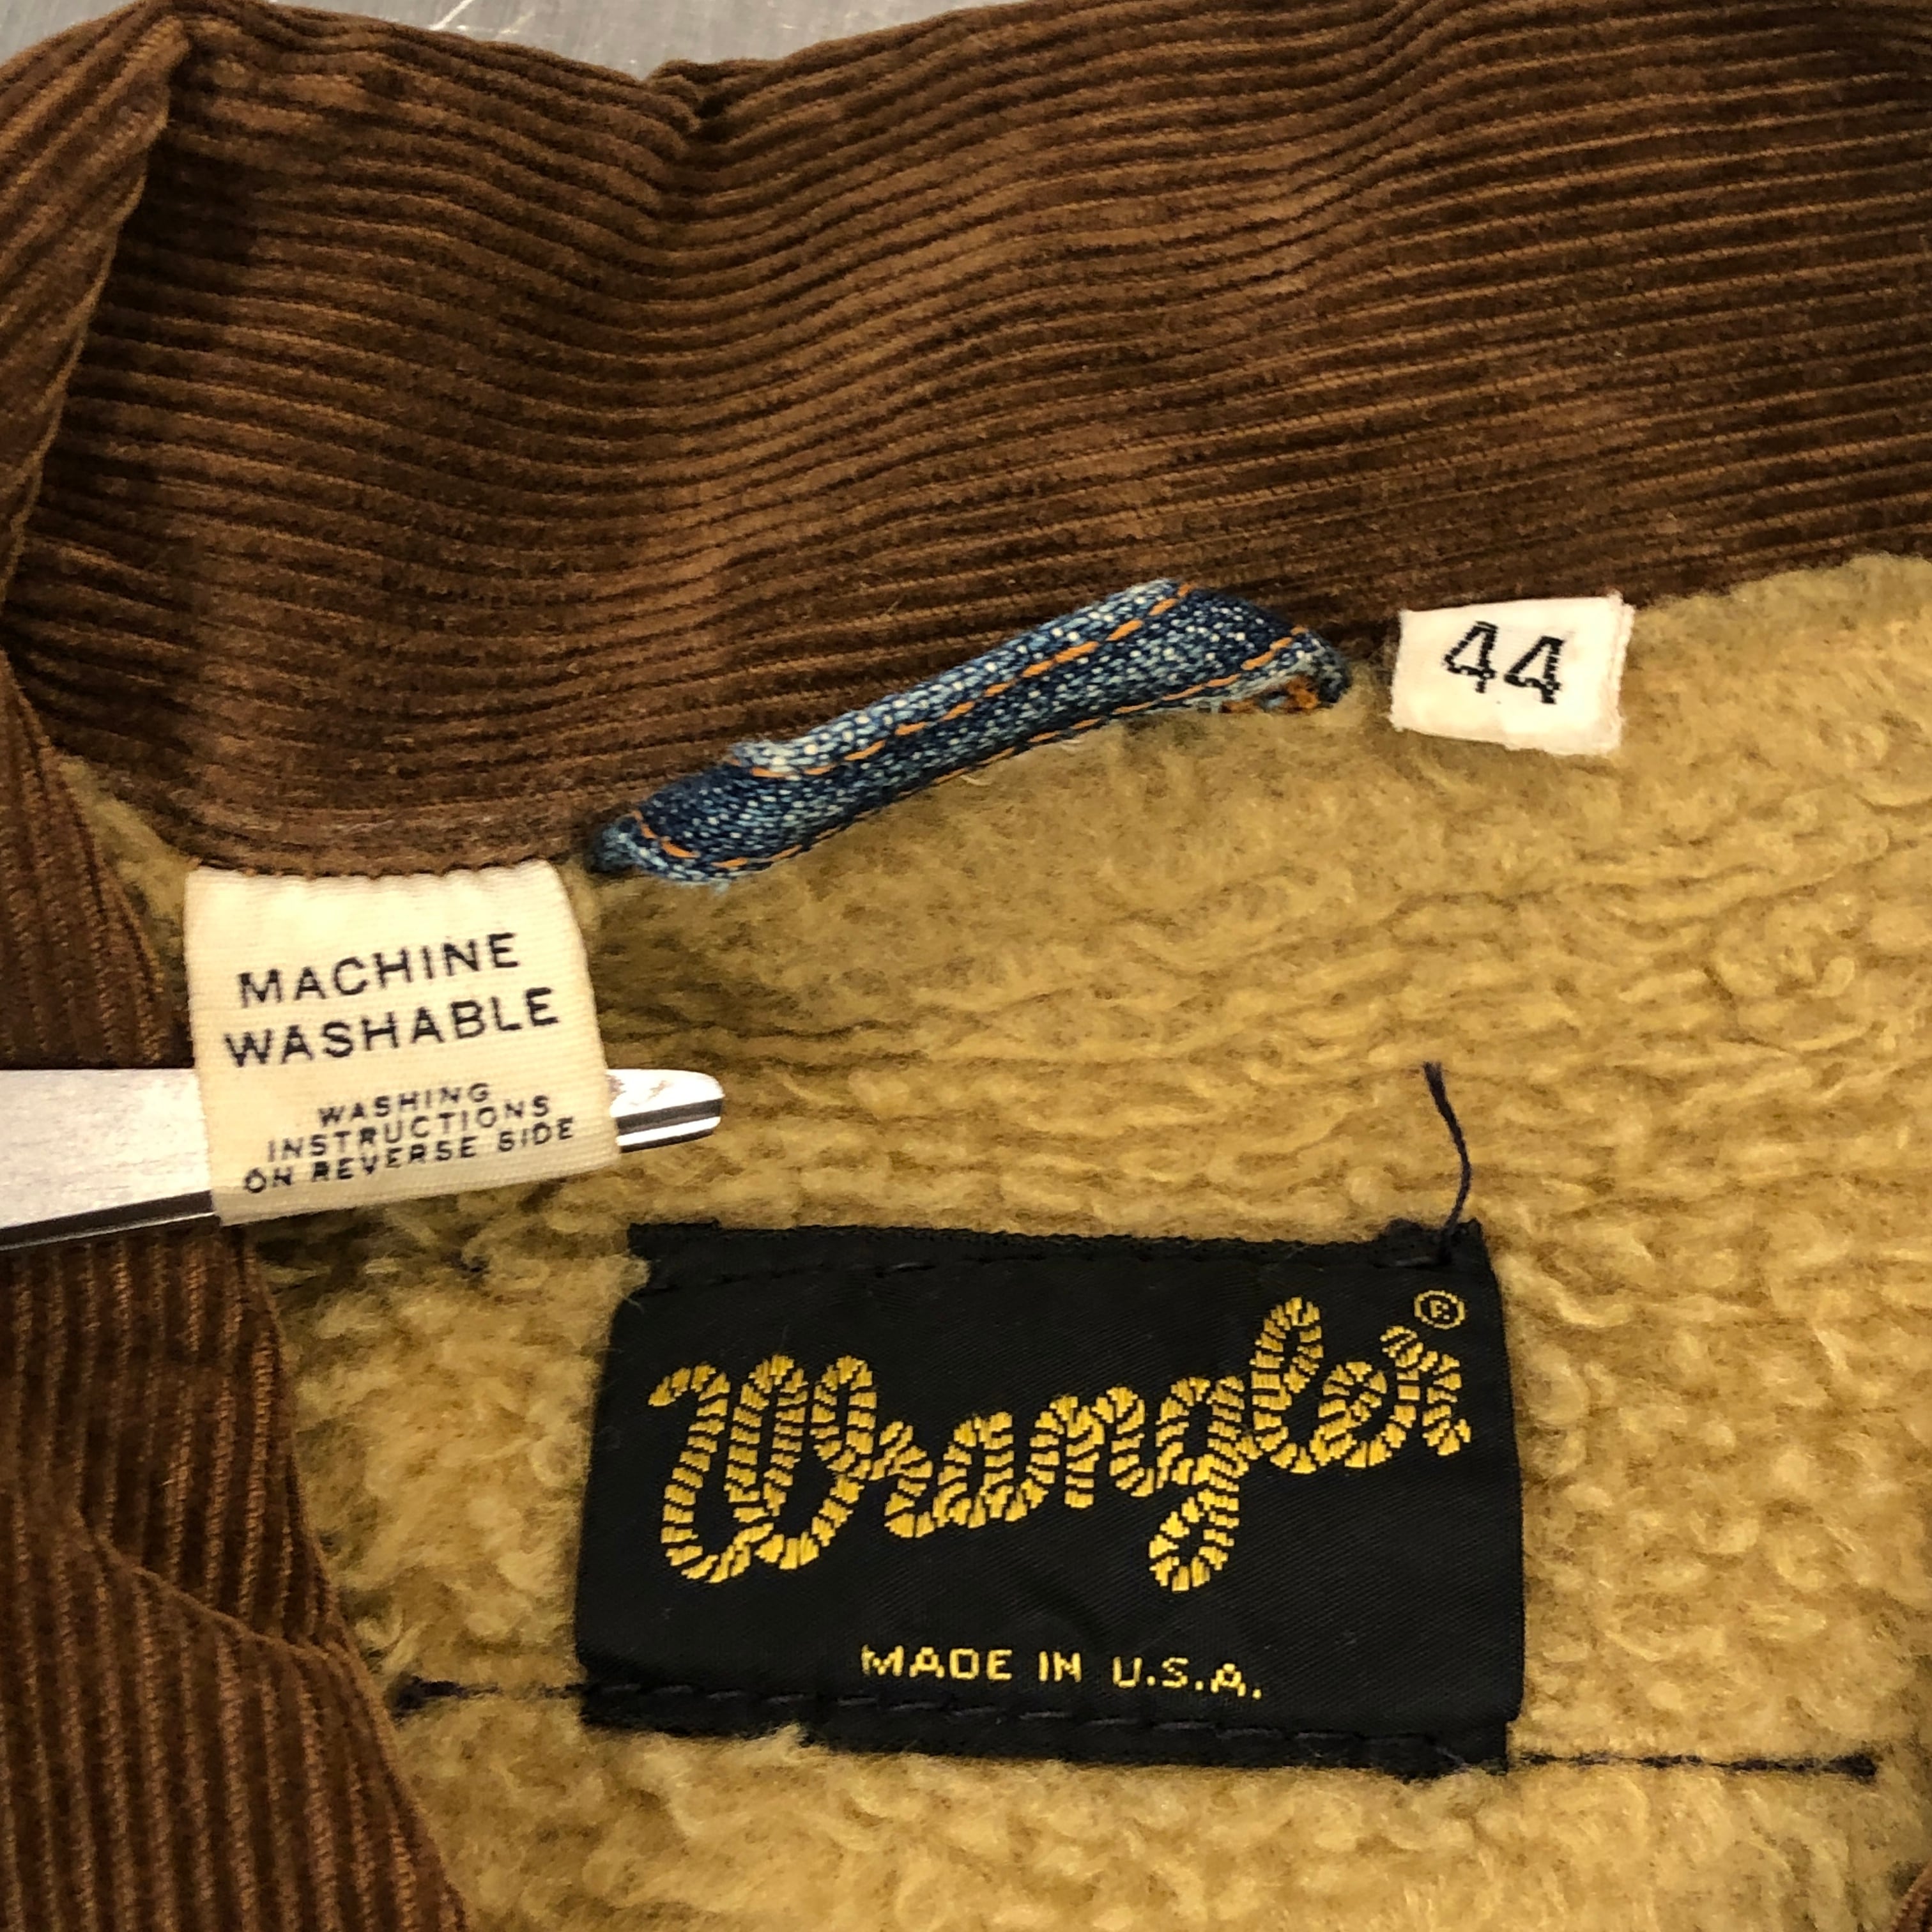 44
MACHINE
WASHABLE
WASHING
INSTRUCTIONS
ON REVERSE SIDE
Wrangler®
MADE IN U.S.A.